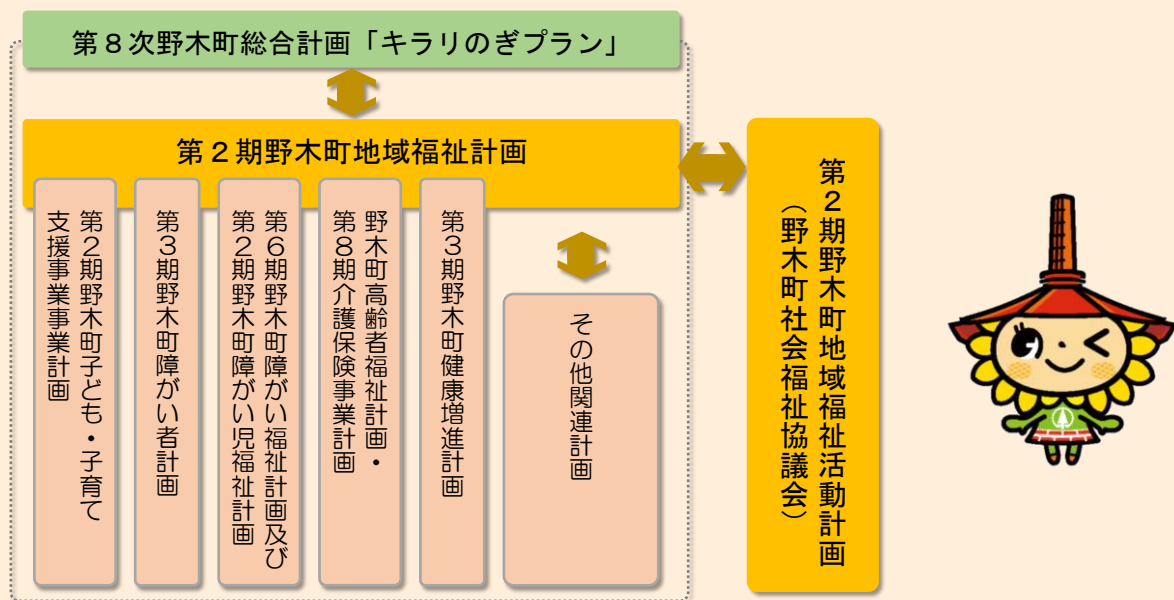 第８次野木町総合計画「キラリのぎプラン」
第２期野木町地域福祉計画
第２期野木町子ども・子育て
支援事業事業計画
第３期野木町障がい者計画
第６期野木町障がい福祉計画及び
第２期野木町障がい児福祉計画
野木町高齢者福祉計画・
第８期介護保険事業計画
第３期野木町健康増進計画
その他関連計画
第２期野木町地域福祉活動計画
（野木町社会福祉協議会）